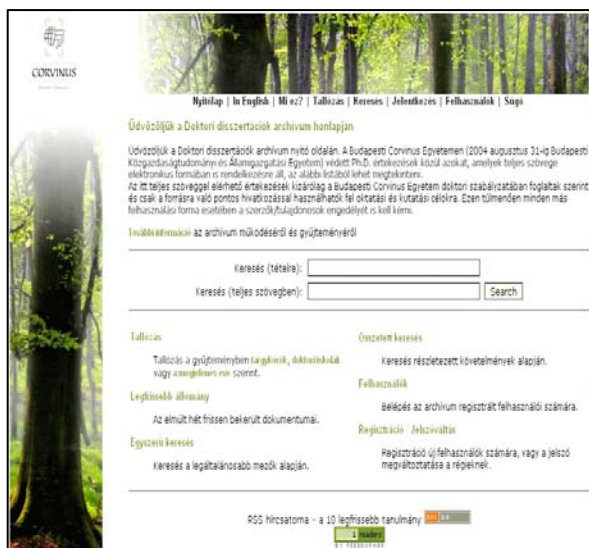 CORVINUS
Nyitólap | In English | Mi ez? | Tallózás | Keresés | Jelentkezés | Felhasználók | Súgó
Üdvözöljük a Doktori disszertációk archivum honlapján
Üdvözöljük a Doktori disszertációk archívum nyitó oldalán. A Budapesti Corvinus Egyetemen (2004 augusztus 31-ig Budapesti
Közgazdaságtudományi és Államigazgatási Egyetem) védett Ph.D. értekezések közül azokat, amelyek teljes szövege
elektronikus formában is rendelkezésre áll, az alábbi listából lehet megtekinteni.
Az itt teljes szöveggel elérhető értekezések kizárólag a Budapesti Corvinus Egyetem doktori szabályzatában foglaltak szerint
és csak a forrásra való pontos hivatkozással használhatók fel oktatási és kutatási célokra. Ezen túlmenően minden más
felhasználási forma esetében a szerzők/tulajdonosok engedélyét is kell kérni.
További információ az archívum működéséről és gyűjteményéről
Keresés (tételre):
Keresés (teljes szövegben): Search
Tallózás
Tallózás a gyűjteményben tárgykörök, doktori iskolák
vagy a megjelenés éve szerint.
Legfrissebb állomány
Az elmúlt hét frissen bekerült dokumentumai.
Egyszerű keresés
Keresés a legáltalánosabb mezők alapján.
Összetett keresés
Keresés részletezett követelmények alapján.
Felhasználók
Belépés az archívum regisztrált felhasználói számára.
Regisztráció / Jelszóváltás
Regisztráció új felhasználók számára, vagy a jelszó
megváltoztatása a régieknek.
RSS hírcsatorna - a 10 legfrissebb tanulmány RSS 2.0
1 readers
BY FEEDBURNER